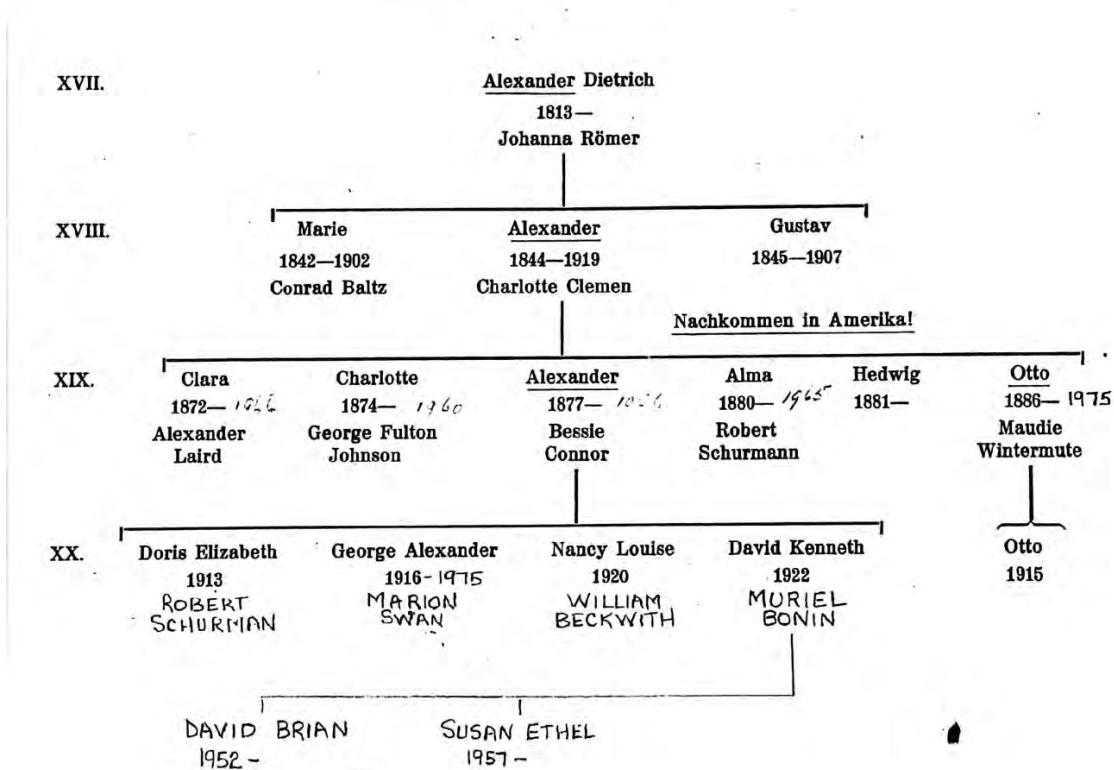 XVII. Alexander Dietrich
1813—
Johanna Römer
XVIII. Marie Alexander Gustav
1842—1902 1844—1919 1845—1907
Conrad Baltz Charlotte Clemen
Nachkommen in Amerika!
XIX. Clara Charlotte Alexander Alma Hedwig Otto
1872— 1874— 1960 1877— 1880— 1965 1881— 1886— 1975
Alexander George Fulton Bessie Robert Maudie
Laird Johnson Connor Schurmann Wintermute
XX. Doris Elizabeth George Alexander Nancy Louise David Kenneth Otto
1913 1916-1975 1920 1922 1915
ROBERT MARION WILLIAM MURIEL
SCHURMAN SWAN BECKWITH BONIN
DAVID BRIAN SUSAN ETHEL
1952- 1957-